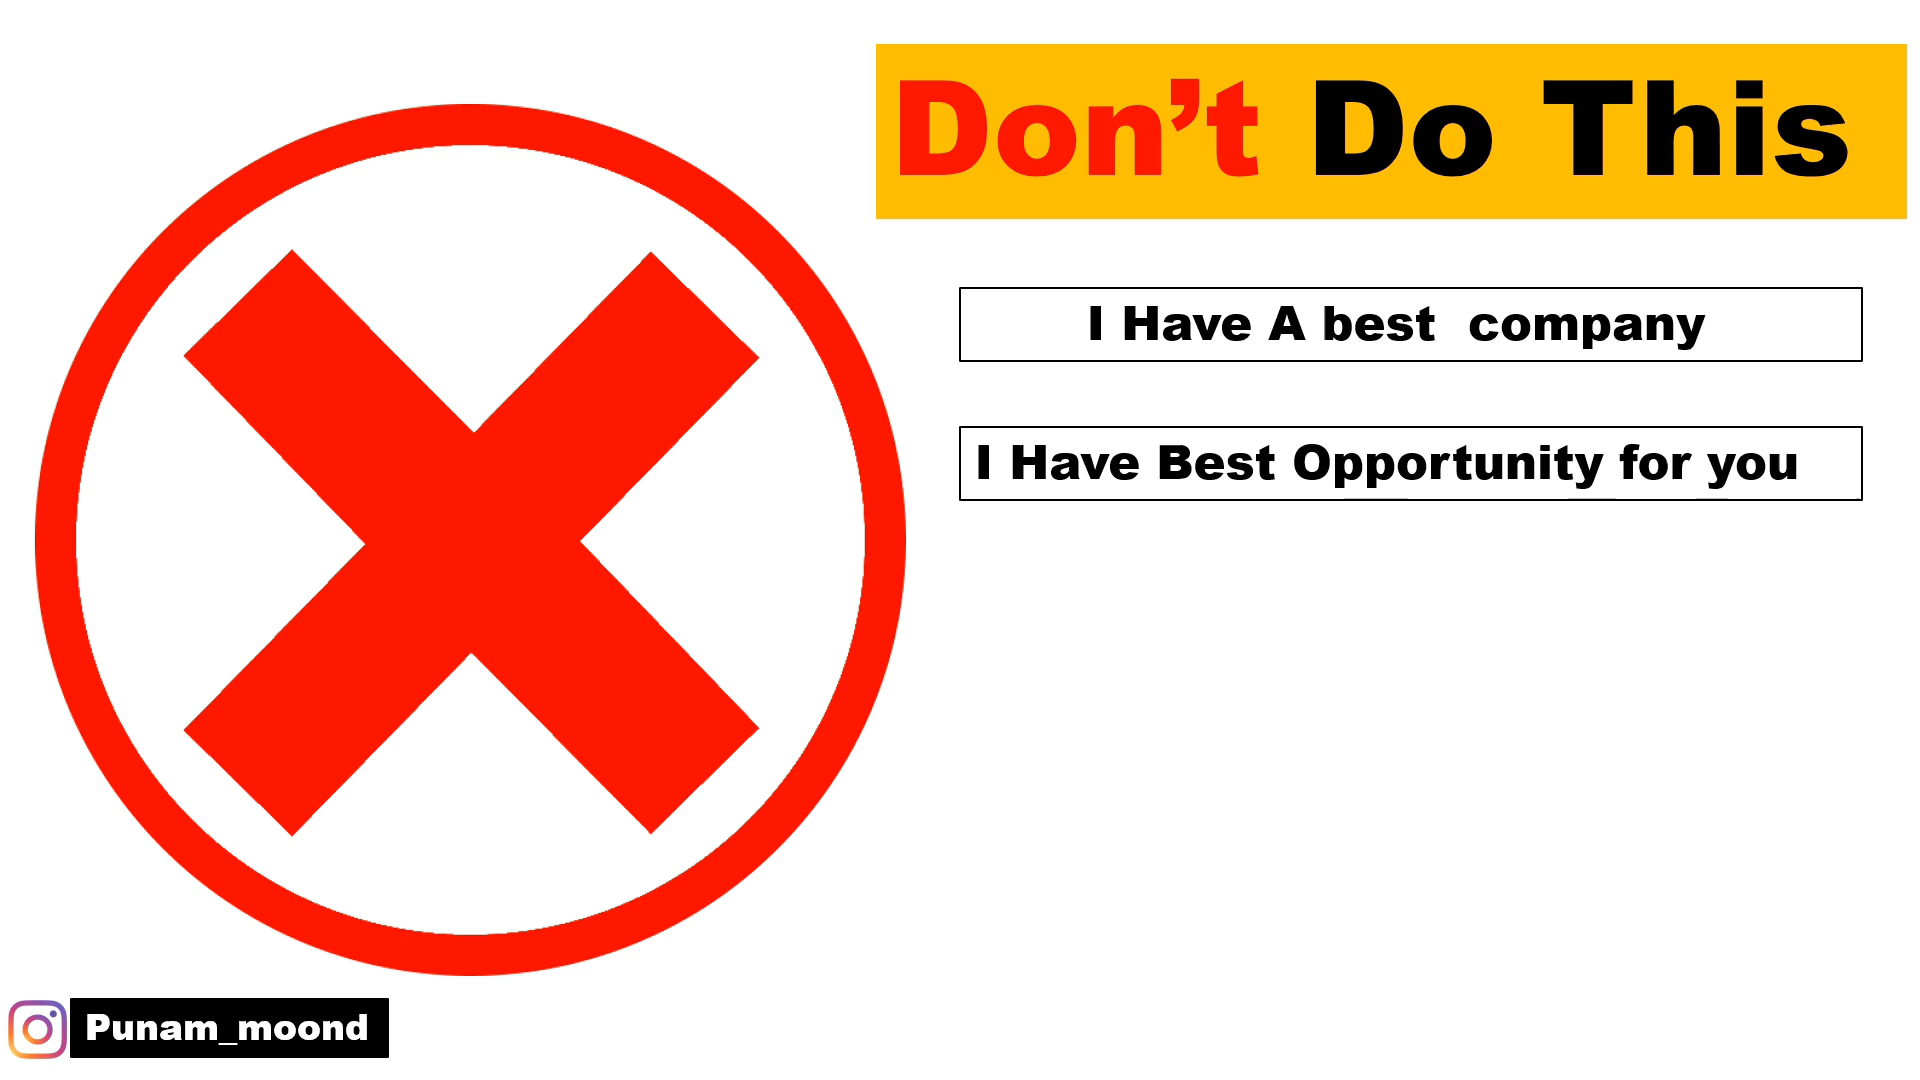 Don’t Do This
I Have A best  company
I Have Best Opportunity for you
Punam_moond